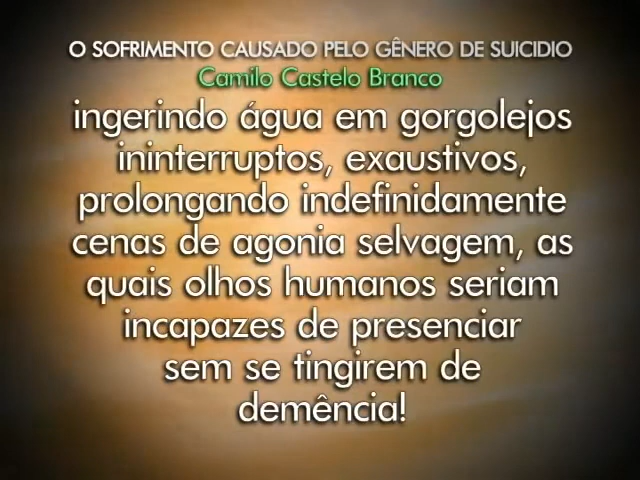 O SOFRIMENTO CAUSADO PELO GÊNERO DE SUICIDIO
Camilo Castelo Branco
ingerindo água em gorgolejos
ininterruptos, exaustivos,
prolongando indefinidamente
cenas de agonia selvagem, as
quais olhos humanos seriam
incapazes de presenciar
sem se tingirem de
demência!